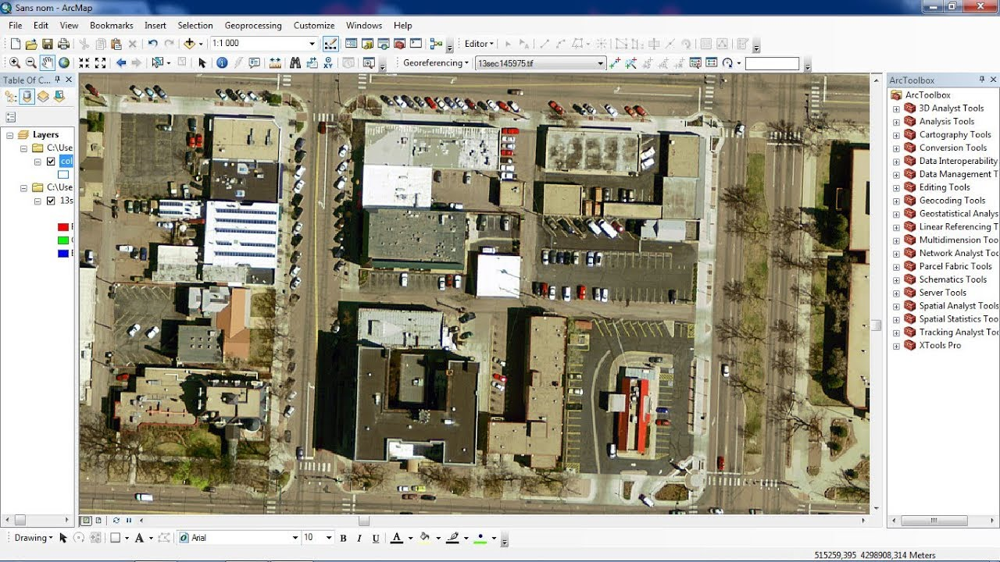 Sans nom - ArcMap
File Edit View Bookmarks Insert Selection Geoprocessing Customize Windows Help
1:1 000 Editor
Georeferencing 13sec145975.tif
Table Of C...
Layers
C:\Use
col
C:\Use
13s
ArcToolbox
ArcToolbox
3D Analyst Tools
Analysis Tools
Cartography Tools
Conversion Tools
Data Interoperability
Data Management T
Editing Tools
Geocoding Tools
Geostatistical Analys
Linear Referencing T
Multidimension Tool
Network Analyst Too
Parcel Fabric Tools
Schematics Tools
Server Tools
Spatial Analyst Tools
Spatial Statistics Too
Tracking Analyst Too
XTools Pro
Drawing A Arial 10 B I U A
515259,395 4298908,314 Meters